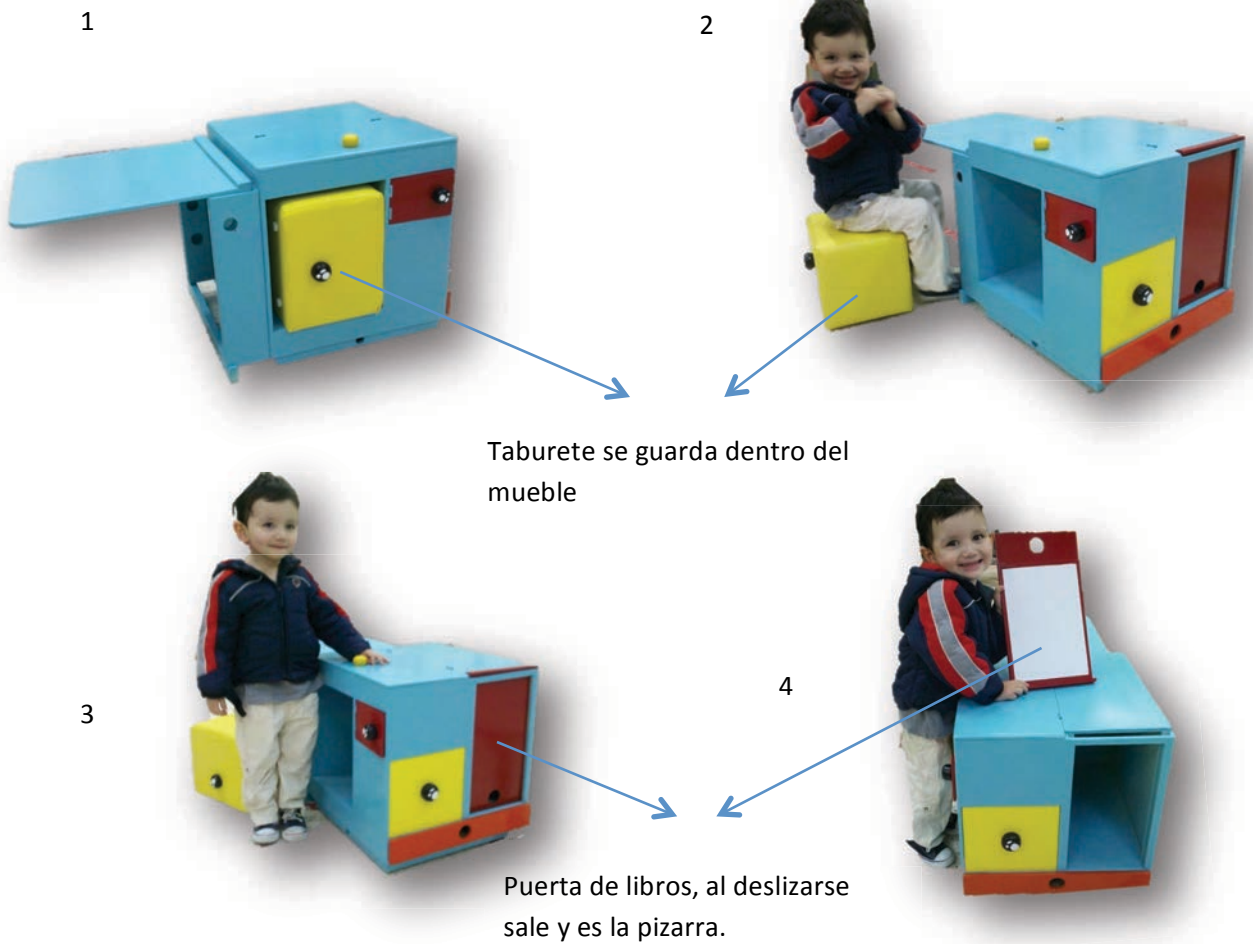 1
2
Taburete se guarda dentro del
mueble
3
4
Puerta de libros, al deslizarse
sale y es la pizarra.